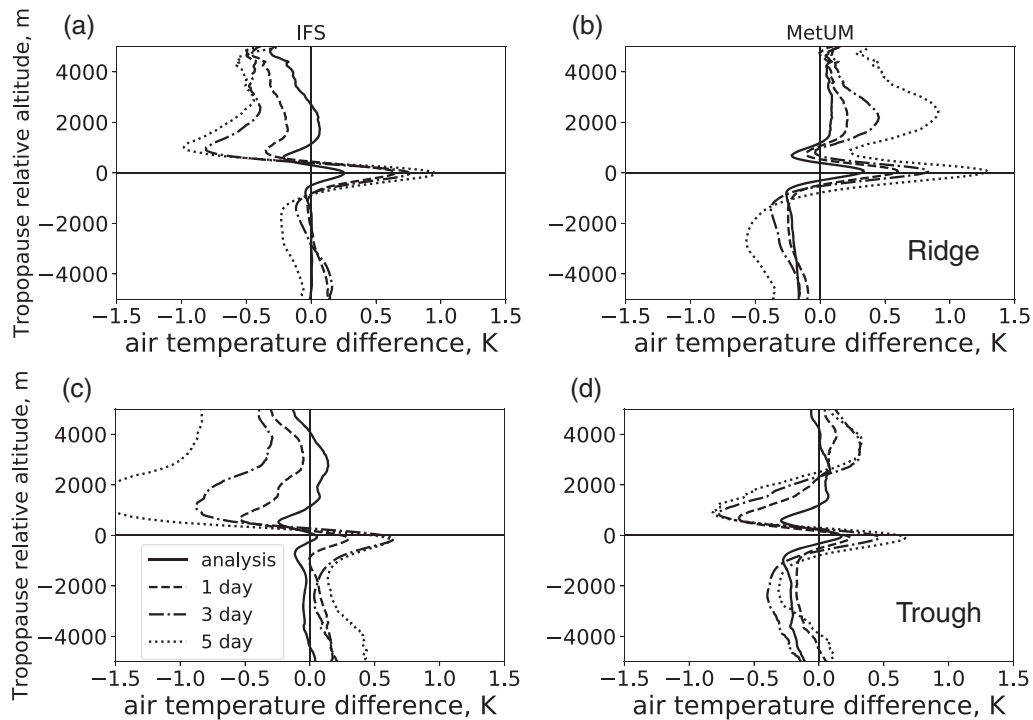 (a) IFS (b) MetUM
Tropopause relative altitude, m
4000
2000
0
−2000
−4000
−1.5 −1.0 −0.5 0.0 0.5 1.0 1.5
air temperature difference, K
4000
2000
0
−2000
−4000
Ridge
−1.5 −1.0 −0.5 0.0 0.5 1.0 1.5
air temperature difference, K
(c) (d)
Tropopause relative altitude, m
4000
2000
0
−2000
−4000
analysis
1 day
3 day
5 day
−1.5 −1.0 −0.5 0.0 0.5 1.0 1.5
air temperature difference, K
4000
2000
0
−2000
−4000
Trough
−1.5 −1.0 −0.5 0.0 0.5 1.0 1.5
air temperature difference, K